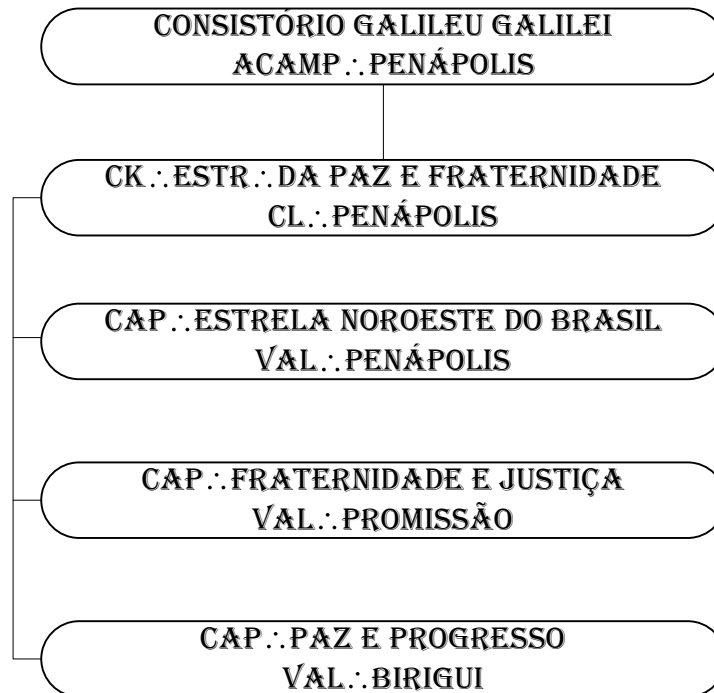 CONSISTÓRIO GALILEU GALILEI
ACAMP∴PENÁPOLIS
CK∴ESTR∴DA PAZ E FRATERNIDADE
CL∴PENÁPOLIS
CAP∴ESTRELA NOROESTE DO BRASIL
VAL∴PENÁPOLIS
CAP∴FRATERNIDADE E JUSTIÇA
VAL∴PROMISSÃO
CAP∴PAZ E PROGRESSO
VAL∴BIRIGUI